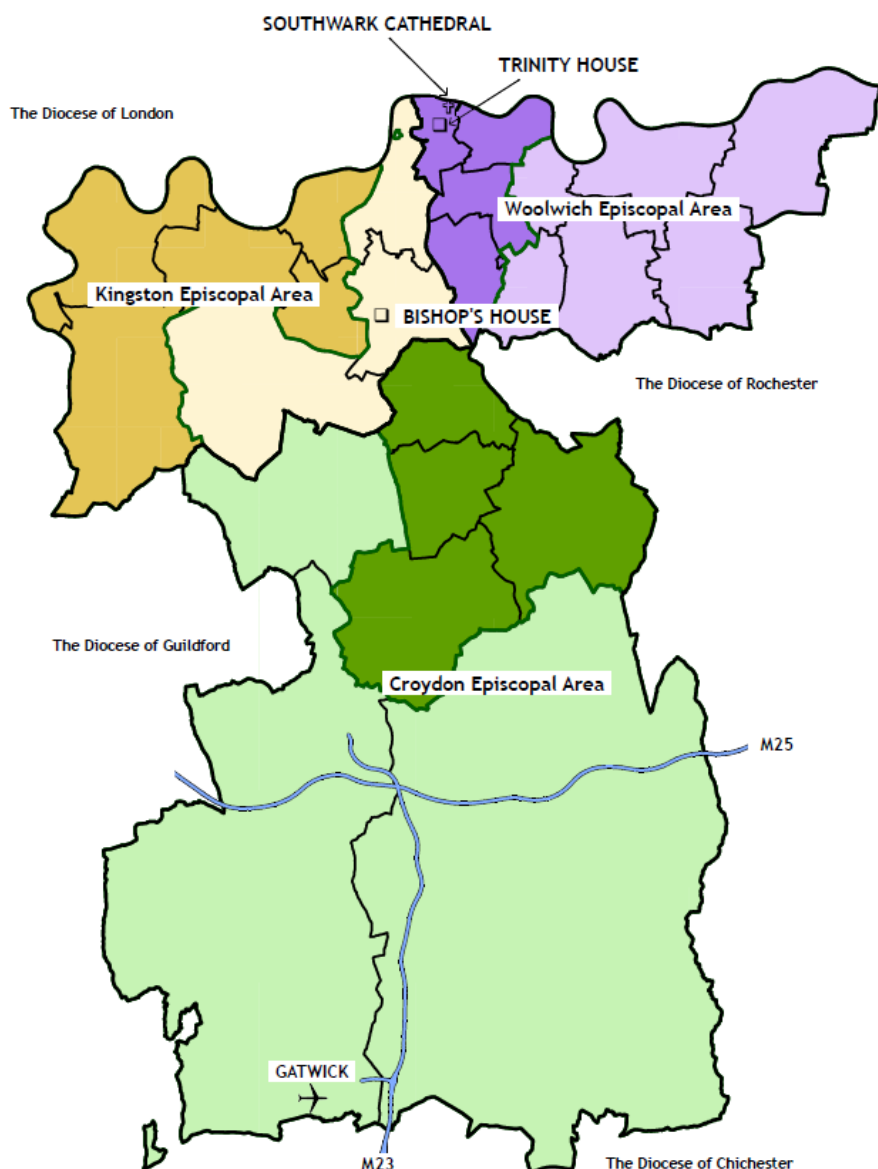 SOUTHWARK CATHEDRAL
TRINITY HOUSE
The Diocese of London
Woolwich Episcopal Area
Kingston Episcopal Area
BISHOP'S HOUSE
The Diocese of Rochester
The Diocese of Guildford
Croydon Episcopal Area
M25
GATWICK
M23
The Diocese of Chichester